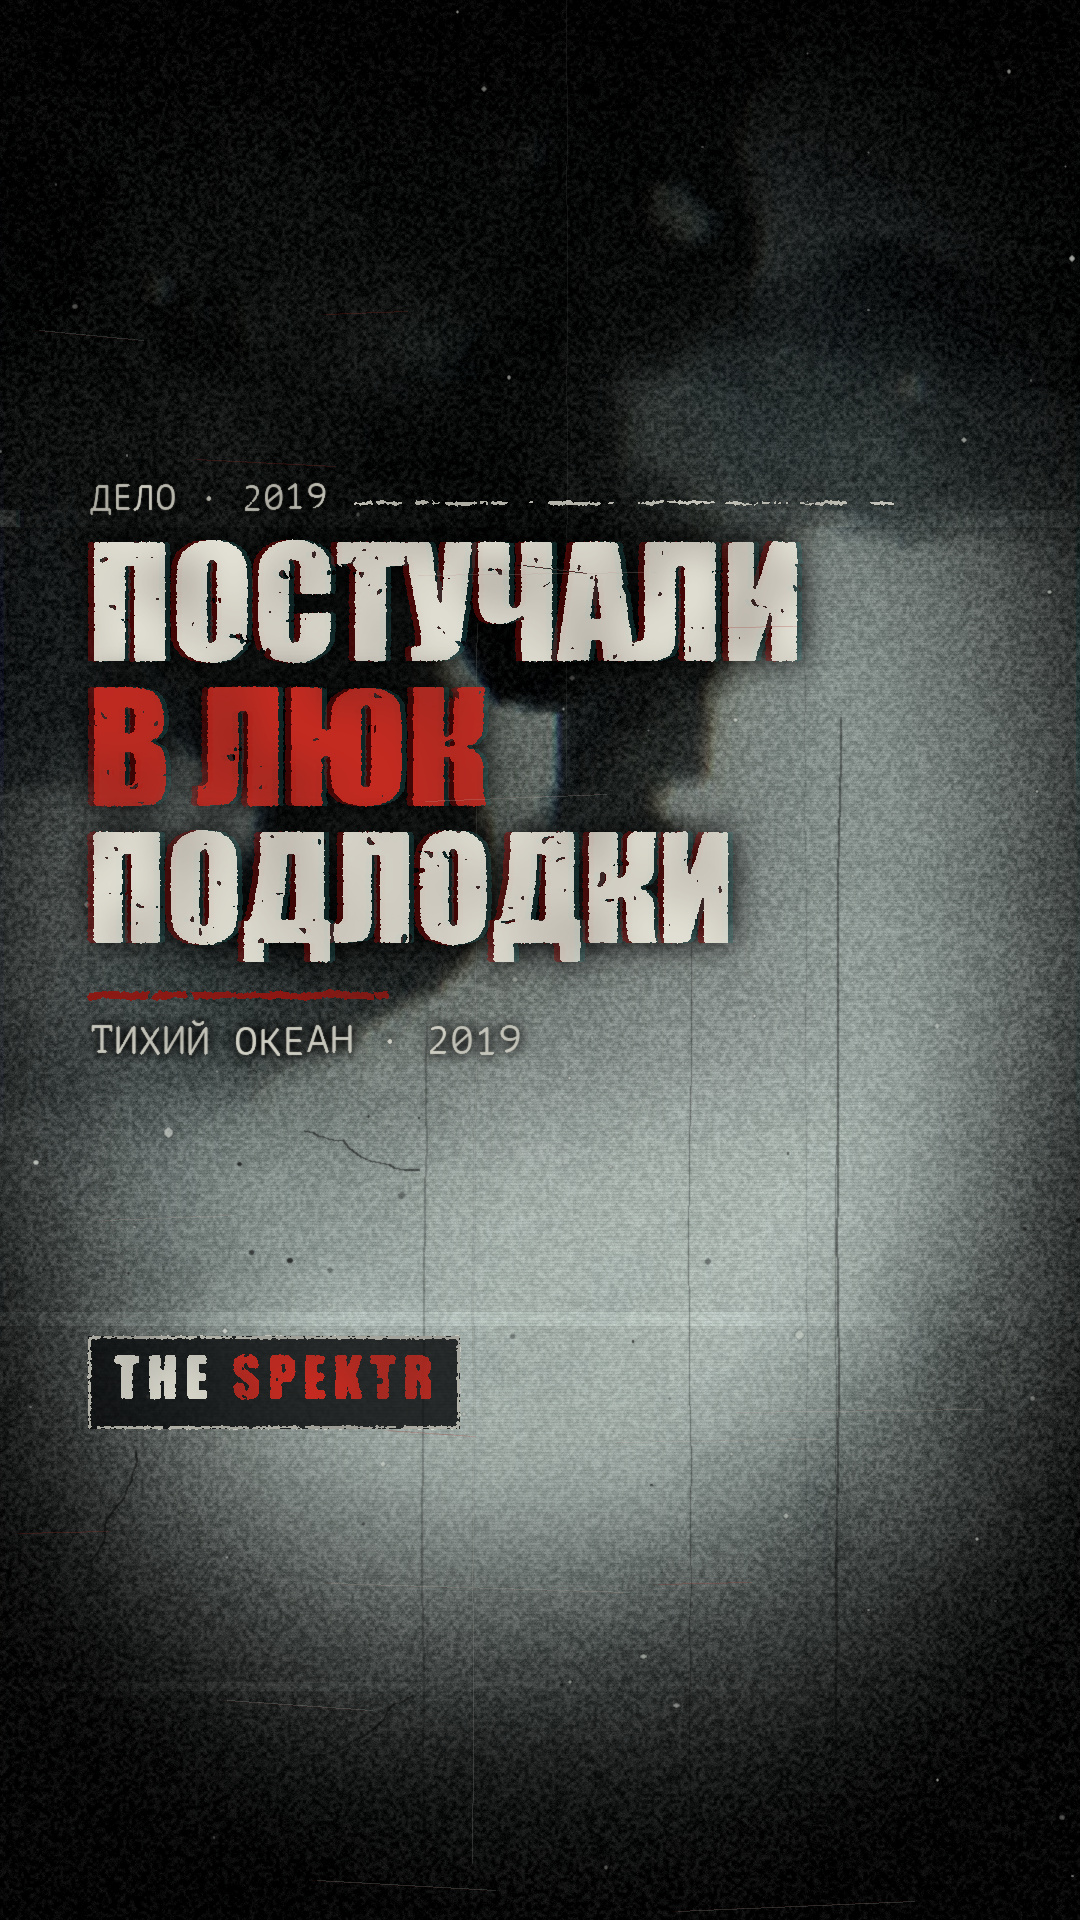 ДЕЛО · 2019
ПОСТУЧАЛИ
В ЛЮК
ПОДЛОДКИ
ТИХИЙ ОКЕАН · 2019
THE SPEKTR